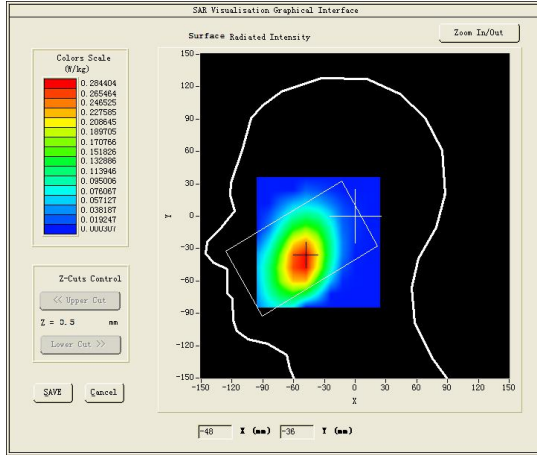 SAR Visualisation Graphical Interface
Surface Radiated Intensity
Zoom In/Out
Colors Scale
(W/kg)
0.284404
0.265464
0.246525
0.227585
0.208645
0.189705
0.170766
0.151826
0.132886
0.113946
0.095006
0.076067
0.057127
0.038187
0.019247
0.000307
Z-Cuts Control
<< Upper Cut
Z = 3.5 mm
Lower Cut >>
SAVE
Cancel
150
120
90
60
30
0
-30
-60
-90
-120
-150
Y
-150 -120 -90 -60 -30 0 30 60 90 120 150
X
-48 X (mm) -36 Y (mm)